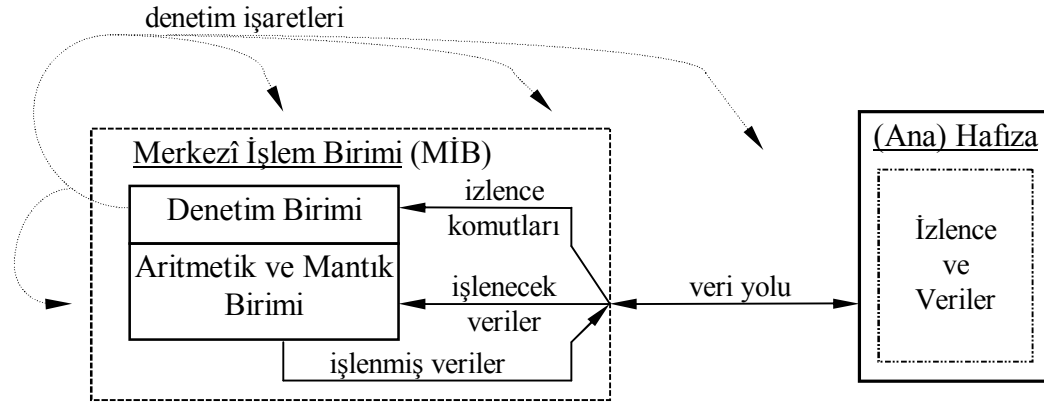 denetim işaretleri
Merkezî İşlem Birimi (MİB)
Denetim Birimi
Aritmetik ve Mantık
Birimi
izlence
komutları
işlenecek
veriler
işlenmiş veriler
veri yolu
(Ana) Hafıza
İzlence
ve
Veriler